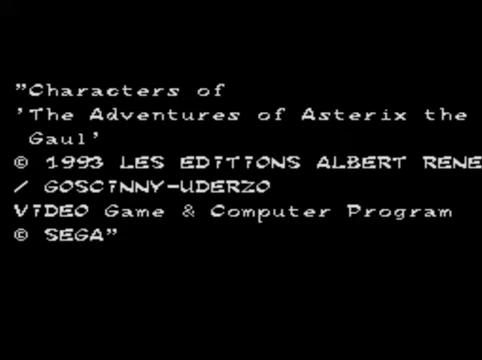 "Characters of
'The Adventures of Asterix the
Gaul'
© 1993 LES EDITIONS ALBERT RENE
/ GOSCINNY-UDERZO
VIDEO Game & Computer Program
© SEGA"